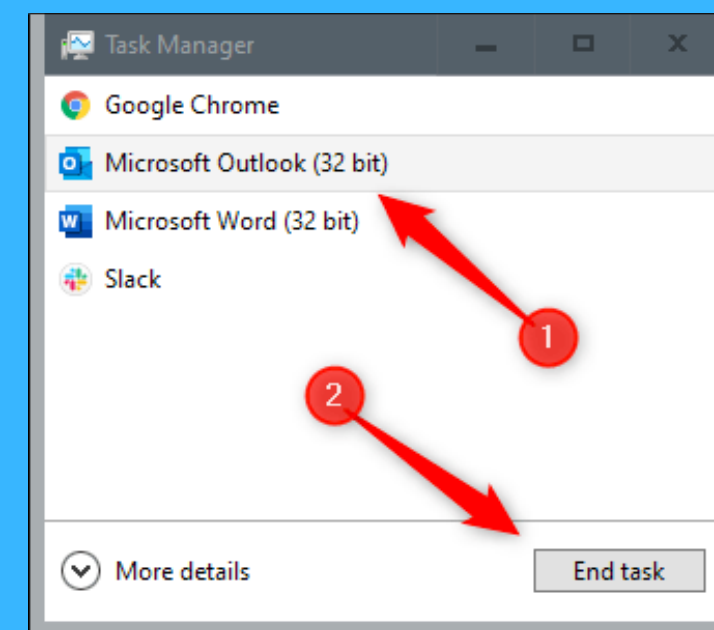 Task Manager
Google Chrome
Microsoft Outlook (32 bit)
Microsoft Word (32 bit)
Slack
1
2
More details
End task